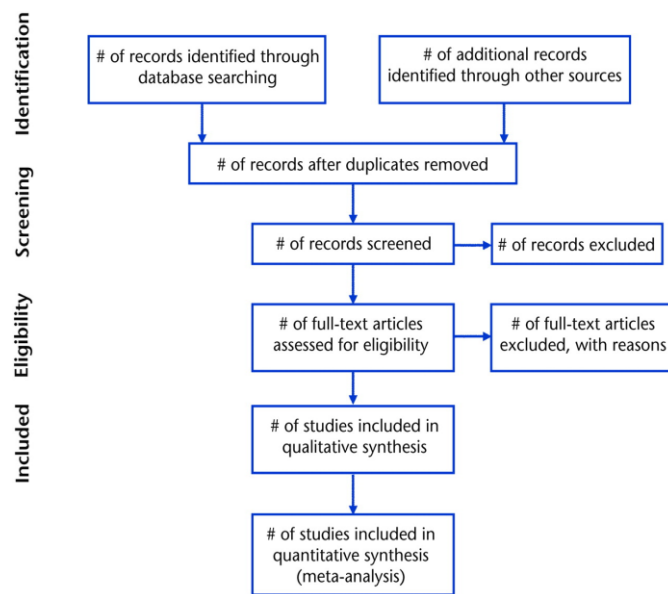 Identification
# of records identified through
database searching
# of additional records
identified through other sources
# of records after duplicates removed
Screening
# of records screened
# of records excluded
Eligibility
# of full-text articles
assessed for eligibility
# of full-text articles
excluded, with reasons
Included
# of studies included in
qualitative synthesis
# of studies included in
quantitative synthesis
(meta-analysis)